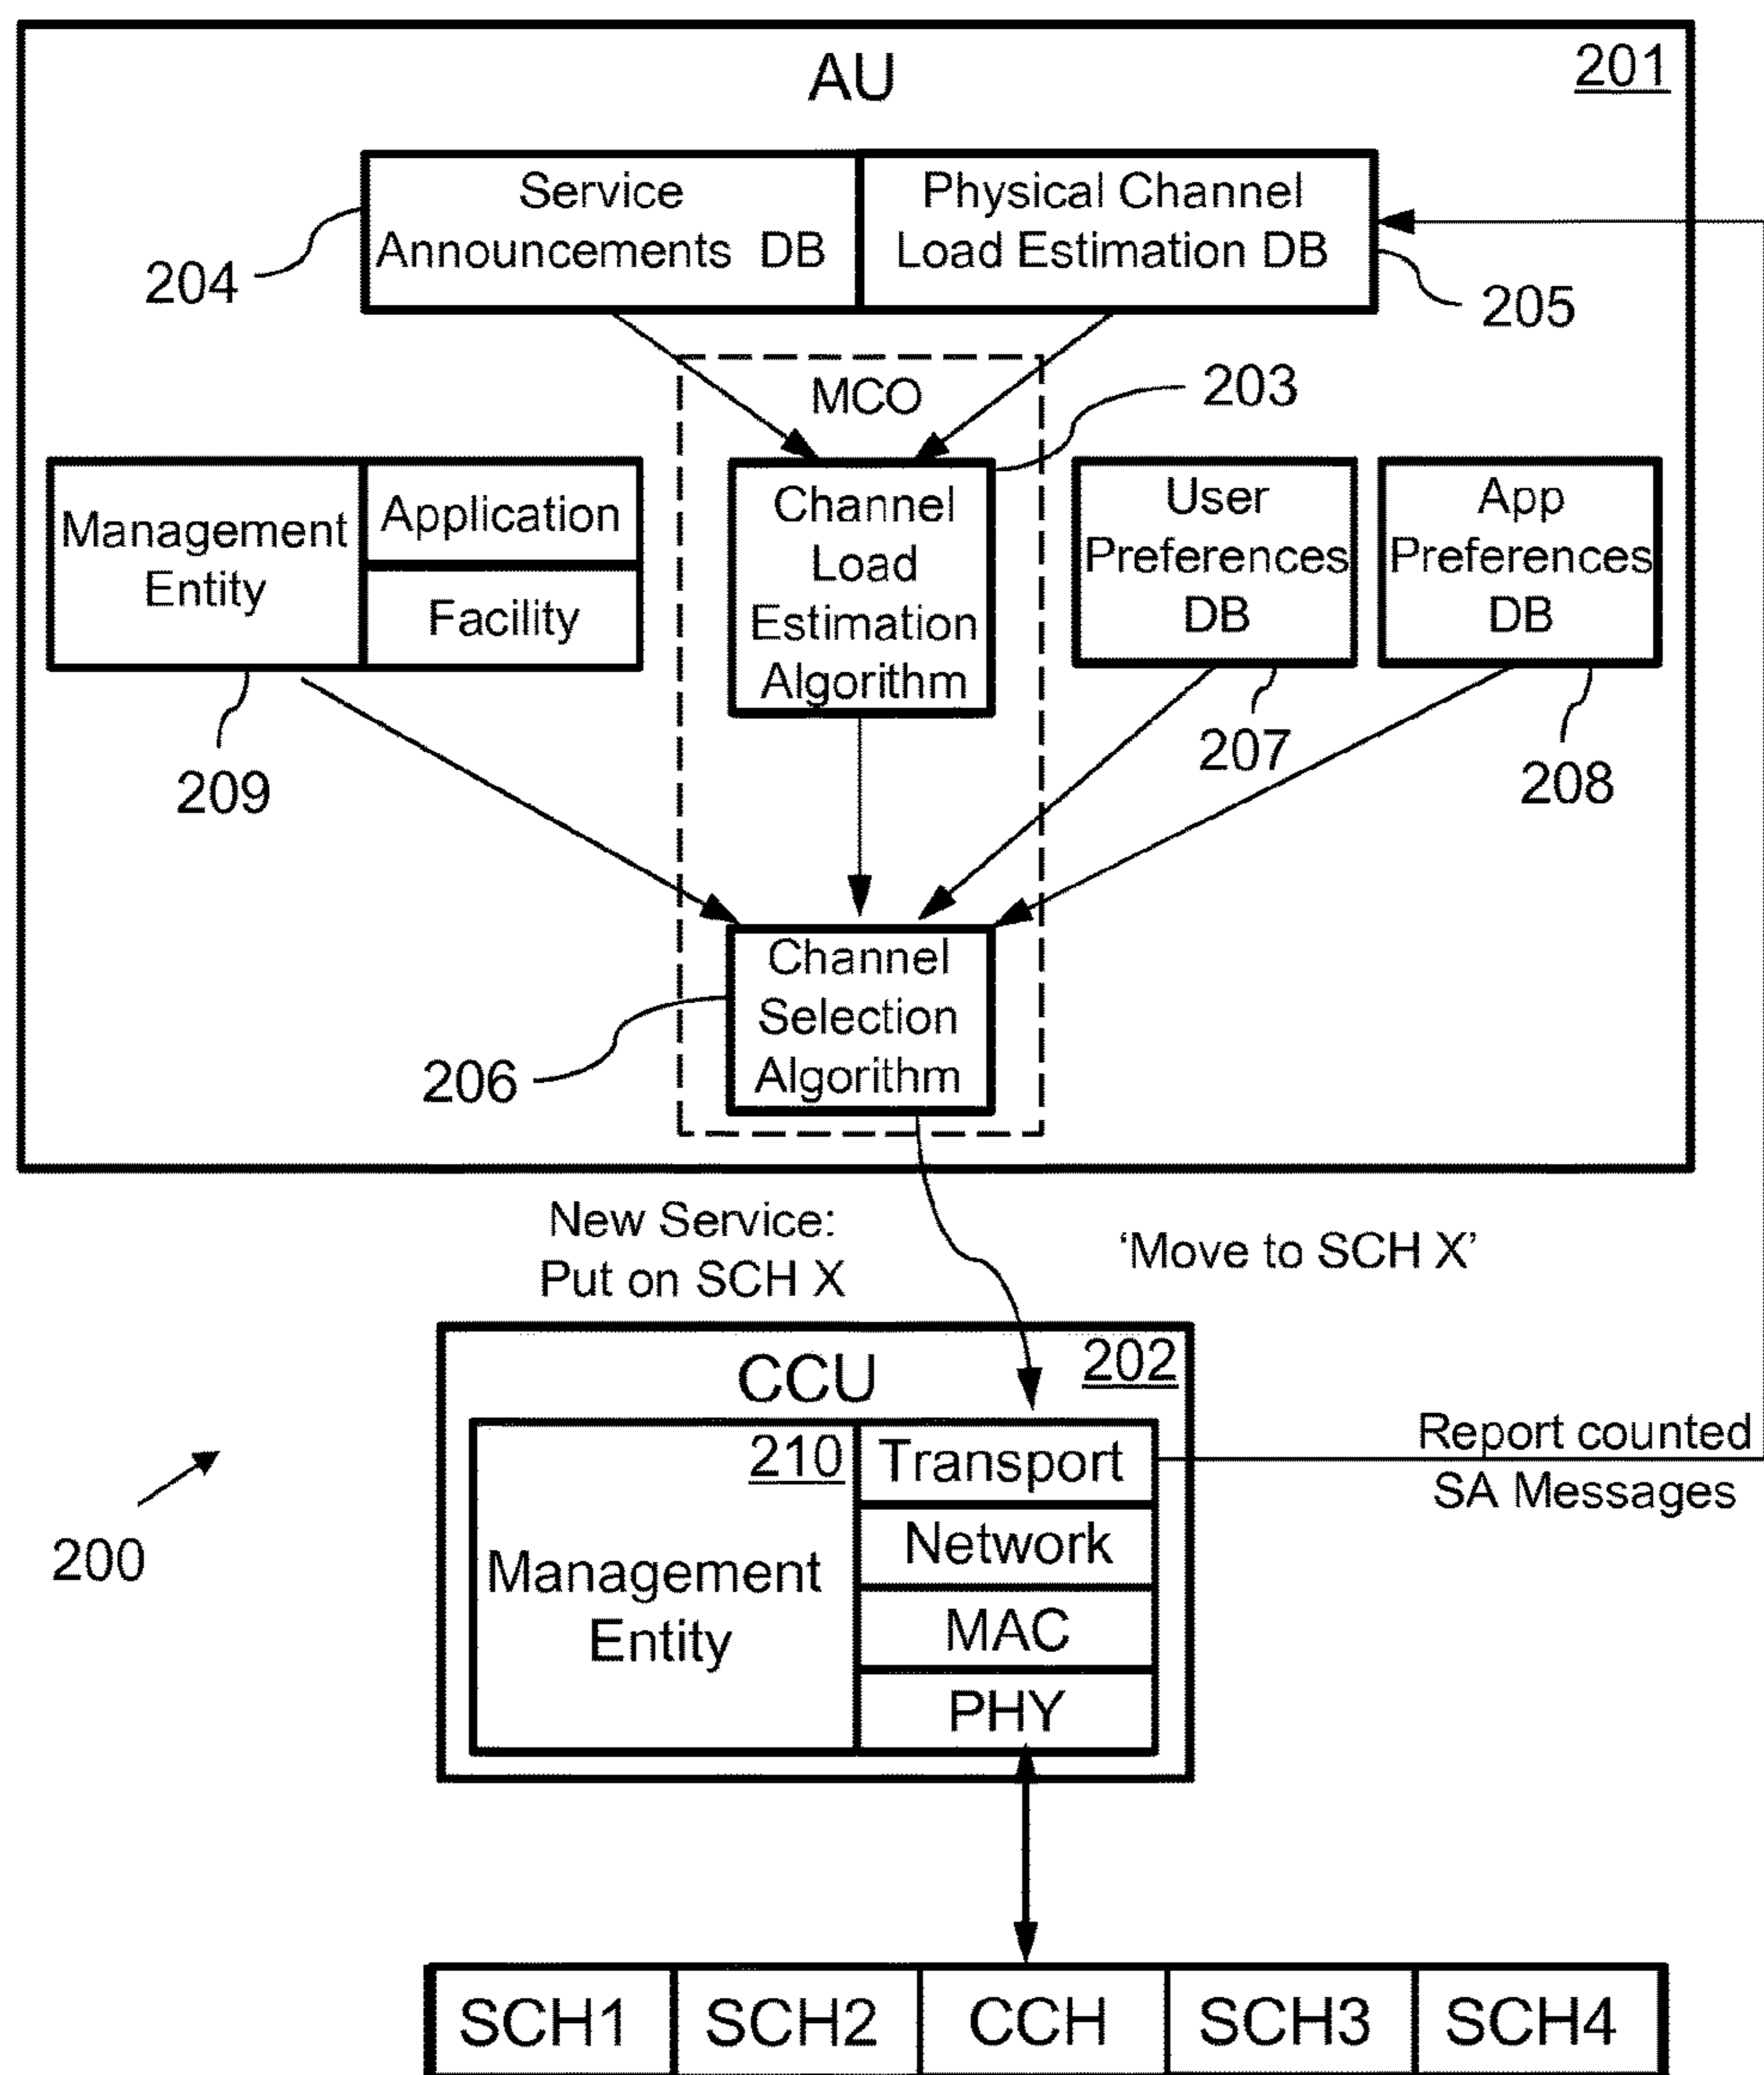 AU
201
Service
Announcements DB
Physical Channel
Load Estimation DB
204
205
MCO
203
Management
Entity
Application
Facility
Channel
Load
Estimation
Algorithm
User
Preferences
DB
App
Preferences
DB
209
207
208
Channel
Selection
Algorithm
206
New Service:
Put on SCH X
‘Move to SCH X’
CCU
202
210
Management
Entity
Transport
Network
MAC
PHY
Report counted
SA Messages
200
SCH1
SCH2
CCH
SCH3
SCH4